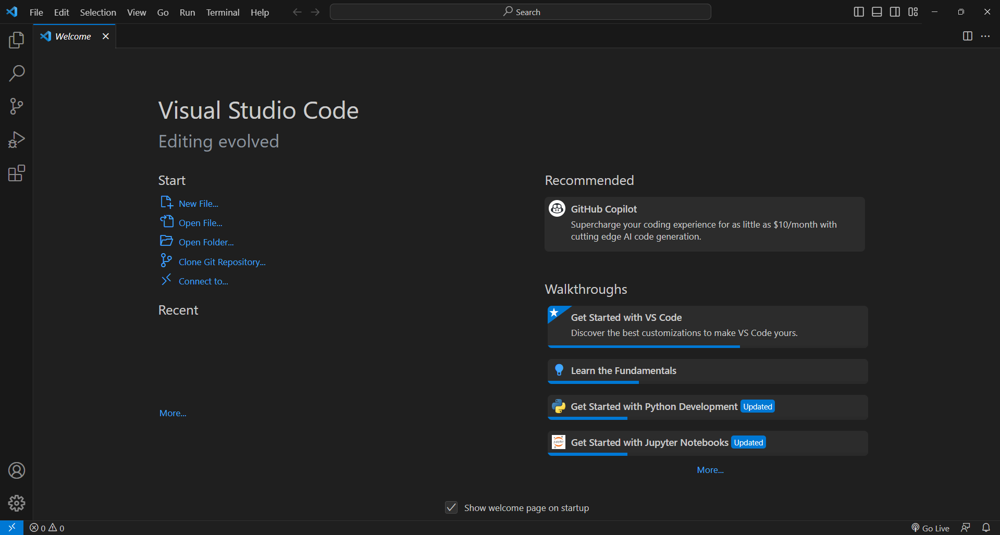 File Edit Selection View Go Run Terminal Help Search
Welcome
Visual Studio Code
Editing evolved
Start
New File...
Open File...
Open Folder...
Clone Git Repository...
Connect to...
Recent
More...
Recommended
GitHub Copilot
Supercharge your coding experience for as little as $10/month with
cutting edge AI code generation.
Walkthroughs
Get Started with VS Code
Discover the best customizations to make VS Code yours.
Learn the Fundamentals
Get Started with Python Development Updated
jupyter
Get Started with Jupyter Notebooks Updated
More...
Show welcome page on startup
0 0 Go Live